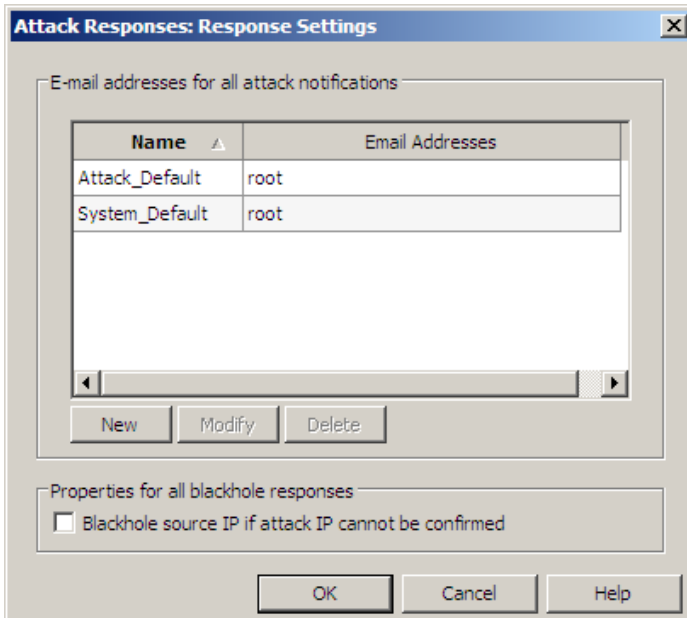 Attack Responses: Response Settings
E-mail addresses for all attack notifications
Name Email Addresses
Attack_Default root
System_Default root
New Modify Delete
Properties for all blackhole responses
Blackhole source IP if attack IP cannot be confirmed
OK Cancel Help